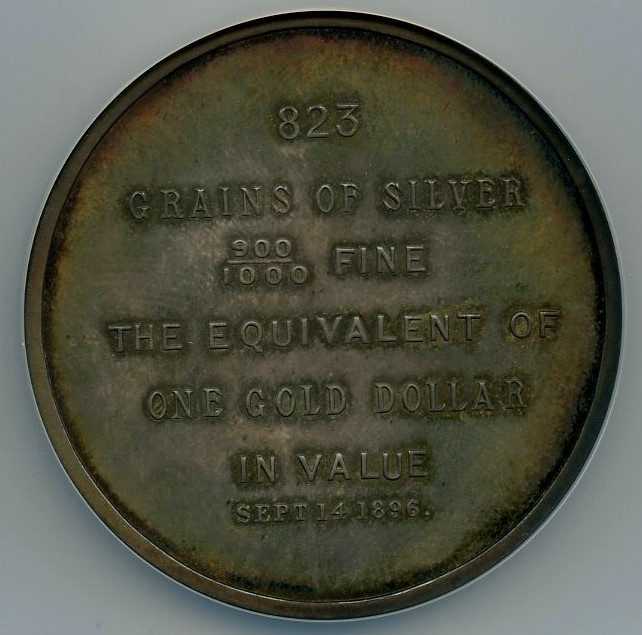 823
GRAINS OF SILVER
900/1000 FINE
THE EQUIVALENT OF
ONE GOLD DOLLAR
IN VALUE
SEPT 14 1896.